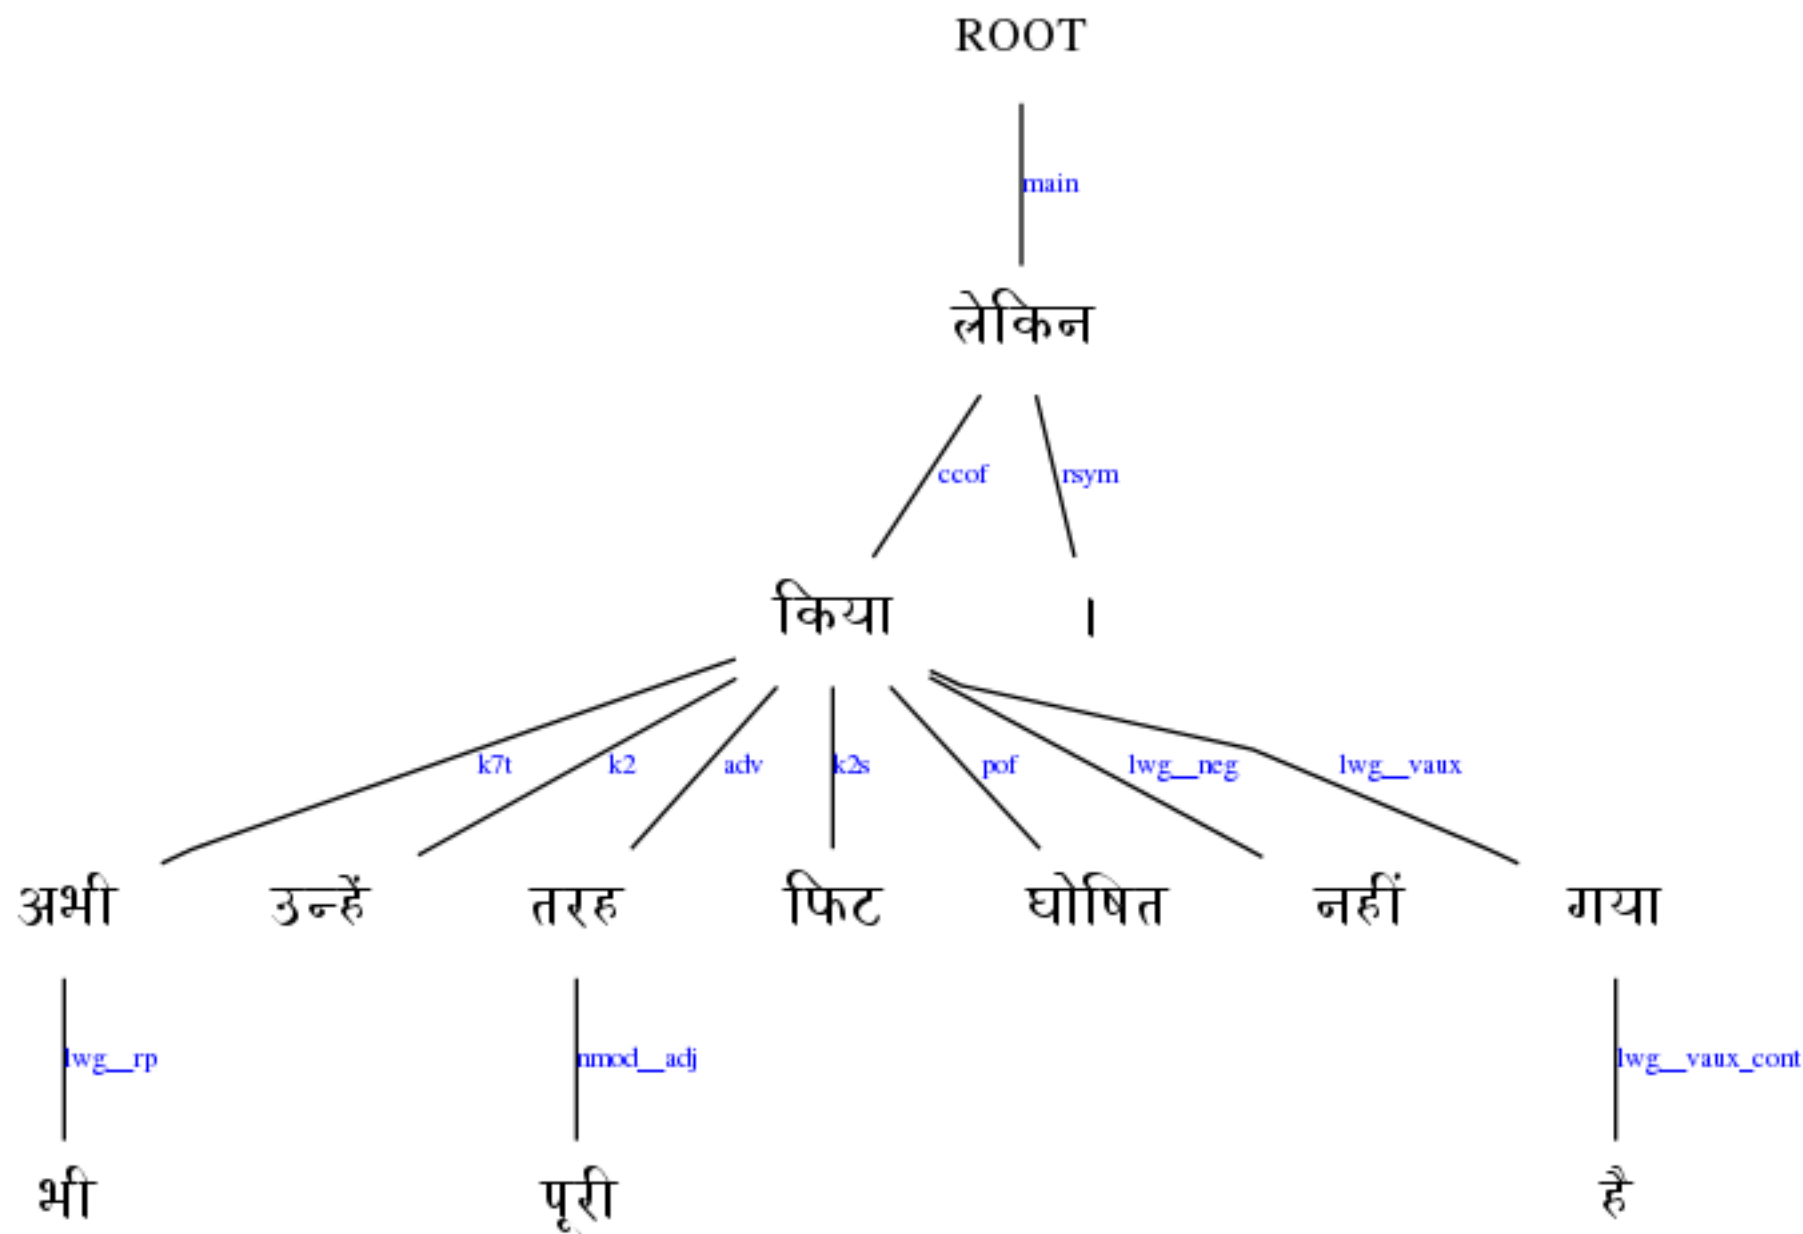 ROOT
main
लेकिन
ccof rsym
किया ।
k7t k2 adv k2s pof lwg__neg lwg__vaux
अभी उन्हें तरह फिट घोषित नहीं गया
lwg__rp nmod__adj lwg__vaux_cont
भी पूरी है